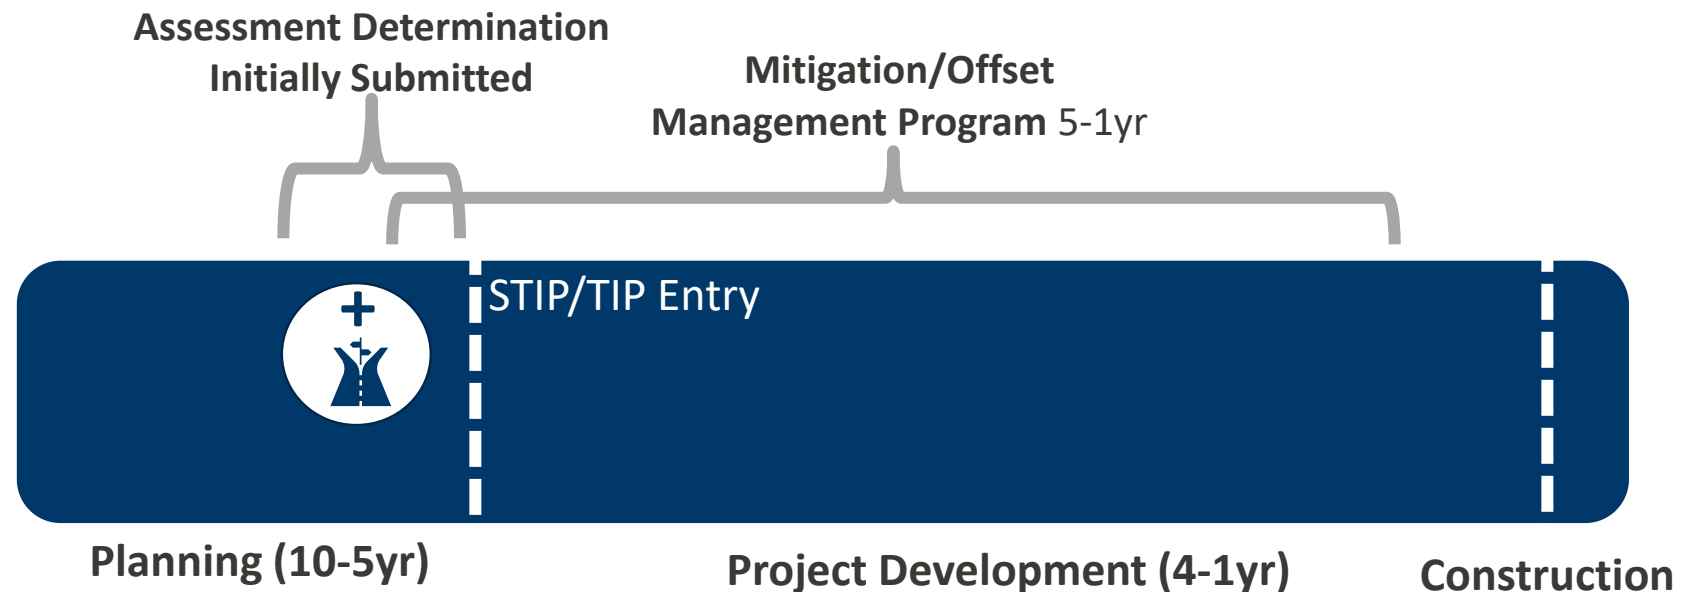 Assessment Determination
Initially Submitted
Mitigation/Offset
Management Program 5-1yr
STIP/TIP Entry
Planning (10-5yr)
Project Development (4-1yr)
Construction